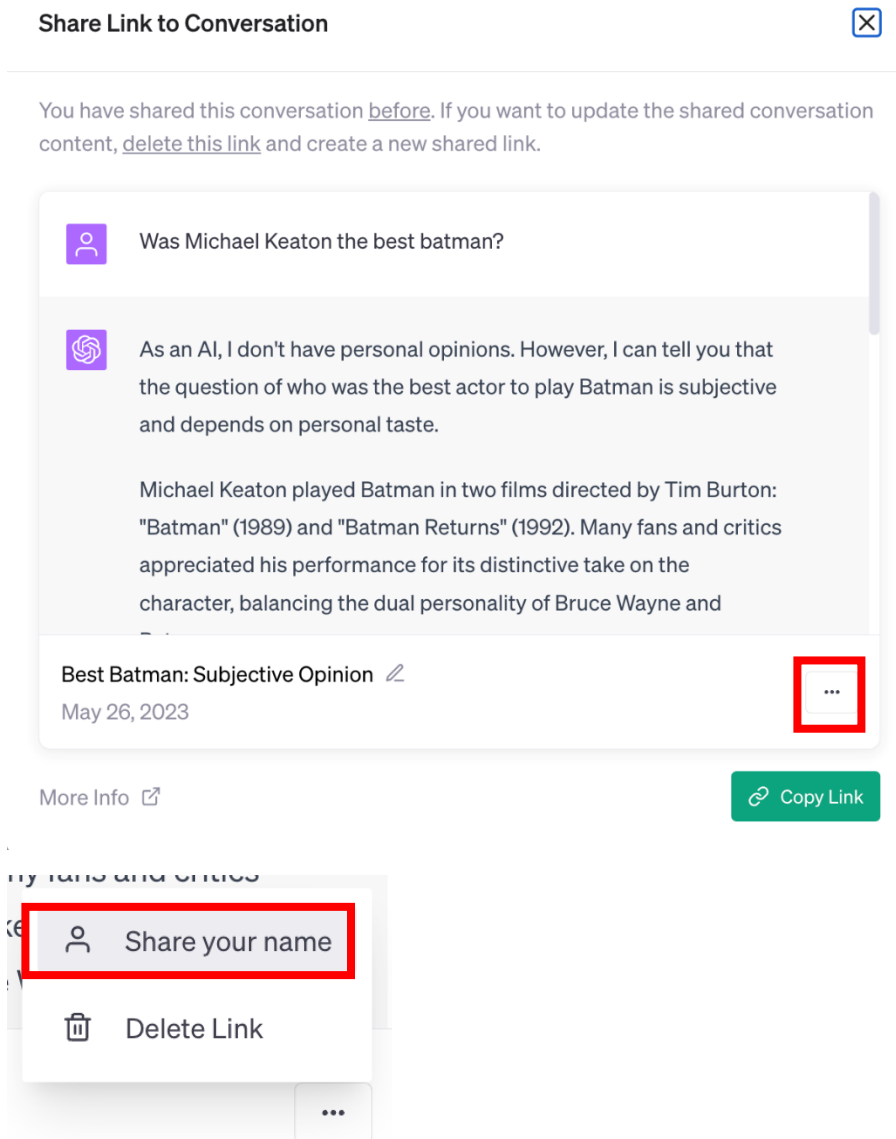 Share Link to Conversation
You have shared this conversation before. If you want to update the shared conversation
content, delete this link and create a new shared link.
Was Michael Keaton the best batman?
As an AI, I don't have personal opinions. However, I can tell you that
the question of who was the best actor to play Batman is subjective
and depends on personal taste.
Michael Keaton played Batman in two films directed by Tim Burton:
"Batman" (1989) and "Batman Returns" (1992). Many fans and critics
appreciated his performance for its distinctive take on the
character, balancing the dual personality of Bruce Wayne and
Best Batman: Subjective Opinion
May 26, 2023
More Info
Copy Link
fans and critics
Share your name
Delete Link